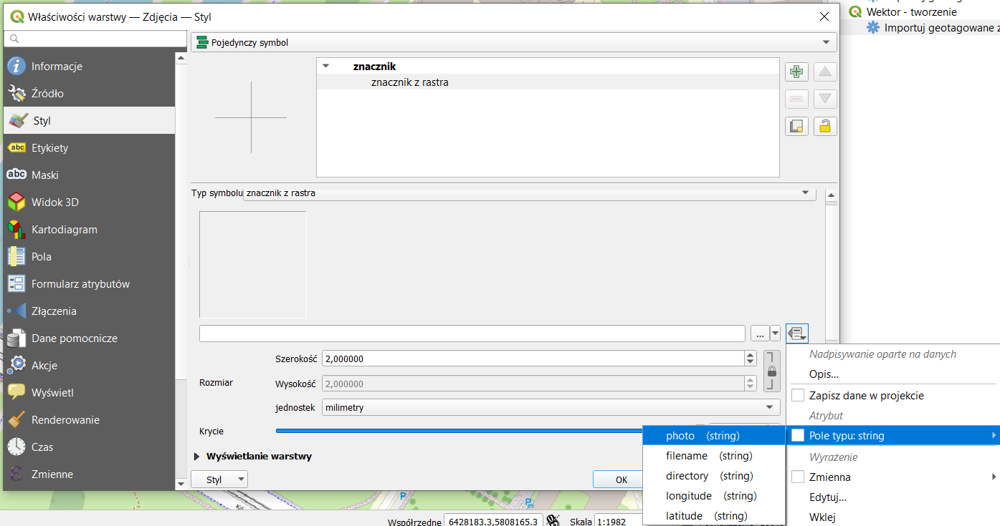 Właściwości warstwy — Zdjęcia — Styl
Wektor - tworzenie
Importuj geotagowane z
Informacje
Źródło
Styl
Etykiety
Maski
Widok 3D
Kartodiagram
Pola
Formularz atrybutów
Złączenia
Dane pomocnicze
Akcje
Wyświetl
Renderowanie
Czas
Zmienne
Pojedynczy symbol
znacznik
znacznik z rastra
Typ symbolu znacznik z rastra
...
Szerokość 2,000000
Rozmiar
Wysokość 2,000000
jednostek milimetry
Krycie
Wyświetlanie warstwy
Styl
OK
Nadpisywanie oparte na danych
Opis...
Zapisz dane w projekcie
Atrybut
Pole typu: string
Wyrażenie
Zmienna
Edytuj...
Wklej
photo (string)
filename (string)
directory (string)
longitude (string)
latitude (string)
Współrzędne 6428183.3,5808165.3
Skala 1:1982